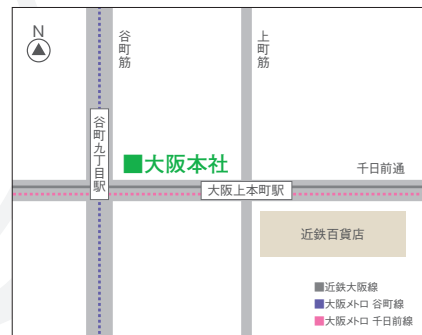 N
谷町筋
上町筋
谷町九丁目駅
■大阪本社
千日前通
大阪上本町駅
近鉄百貨店
■近鉄大阪線
■大阪メトロ 谷町線
■大阪メトロ 千日前線